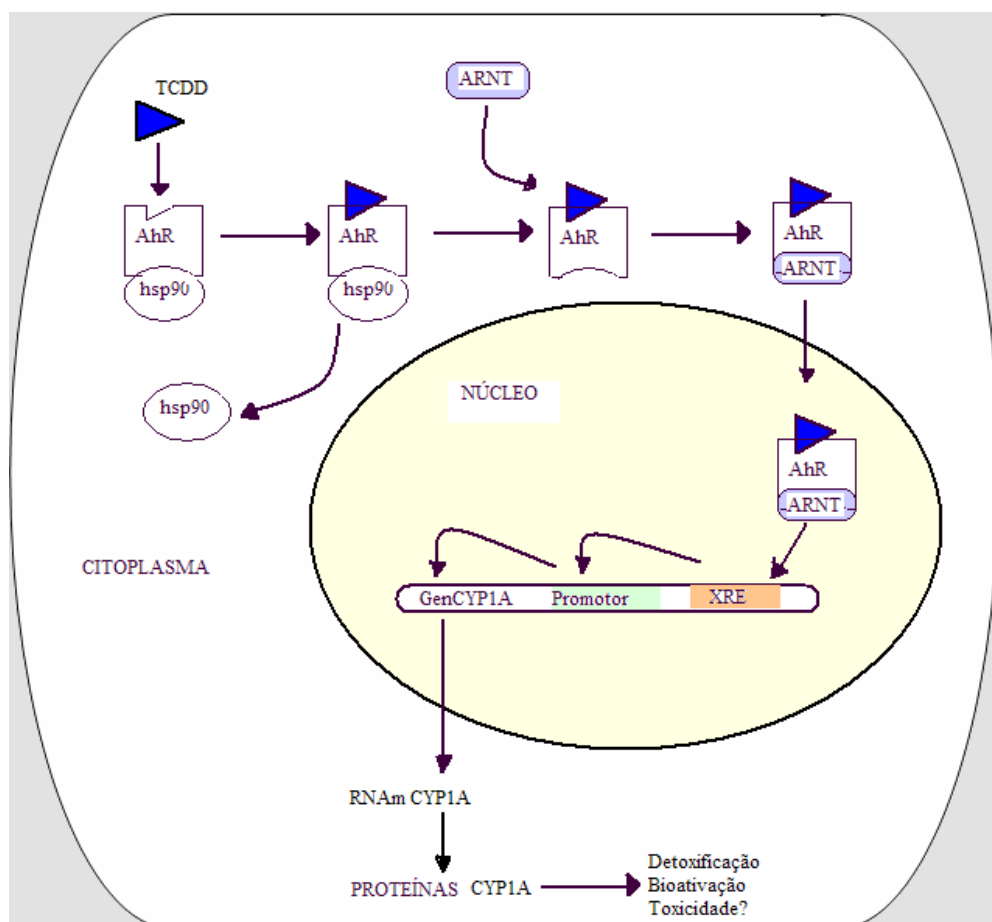 TCDD
ARNT
AhR
hsp90
AhR
hsp90
AhR
AhR
ARNT
hsp90
NÚCLEO
AhR
ARNT
CITOPLASMA
GenCYP1A
Promotor
XRE
RNAm CYP1A
PROTEÍNAS CYP1A
Detoxificação
Bioativação
Toxicidade?